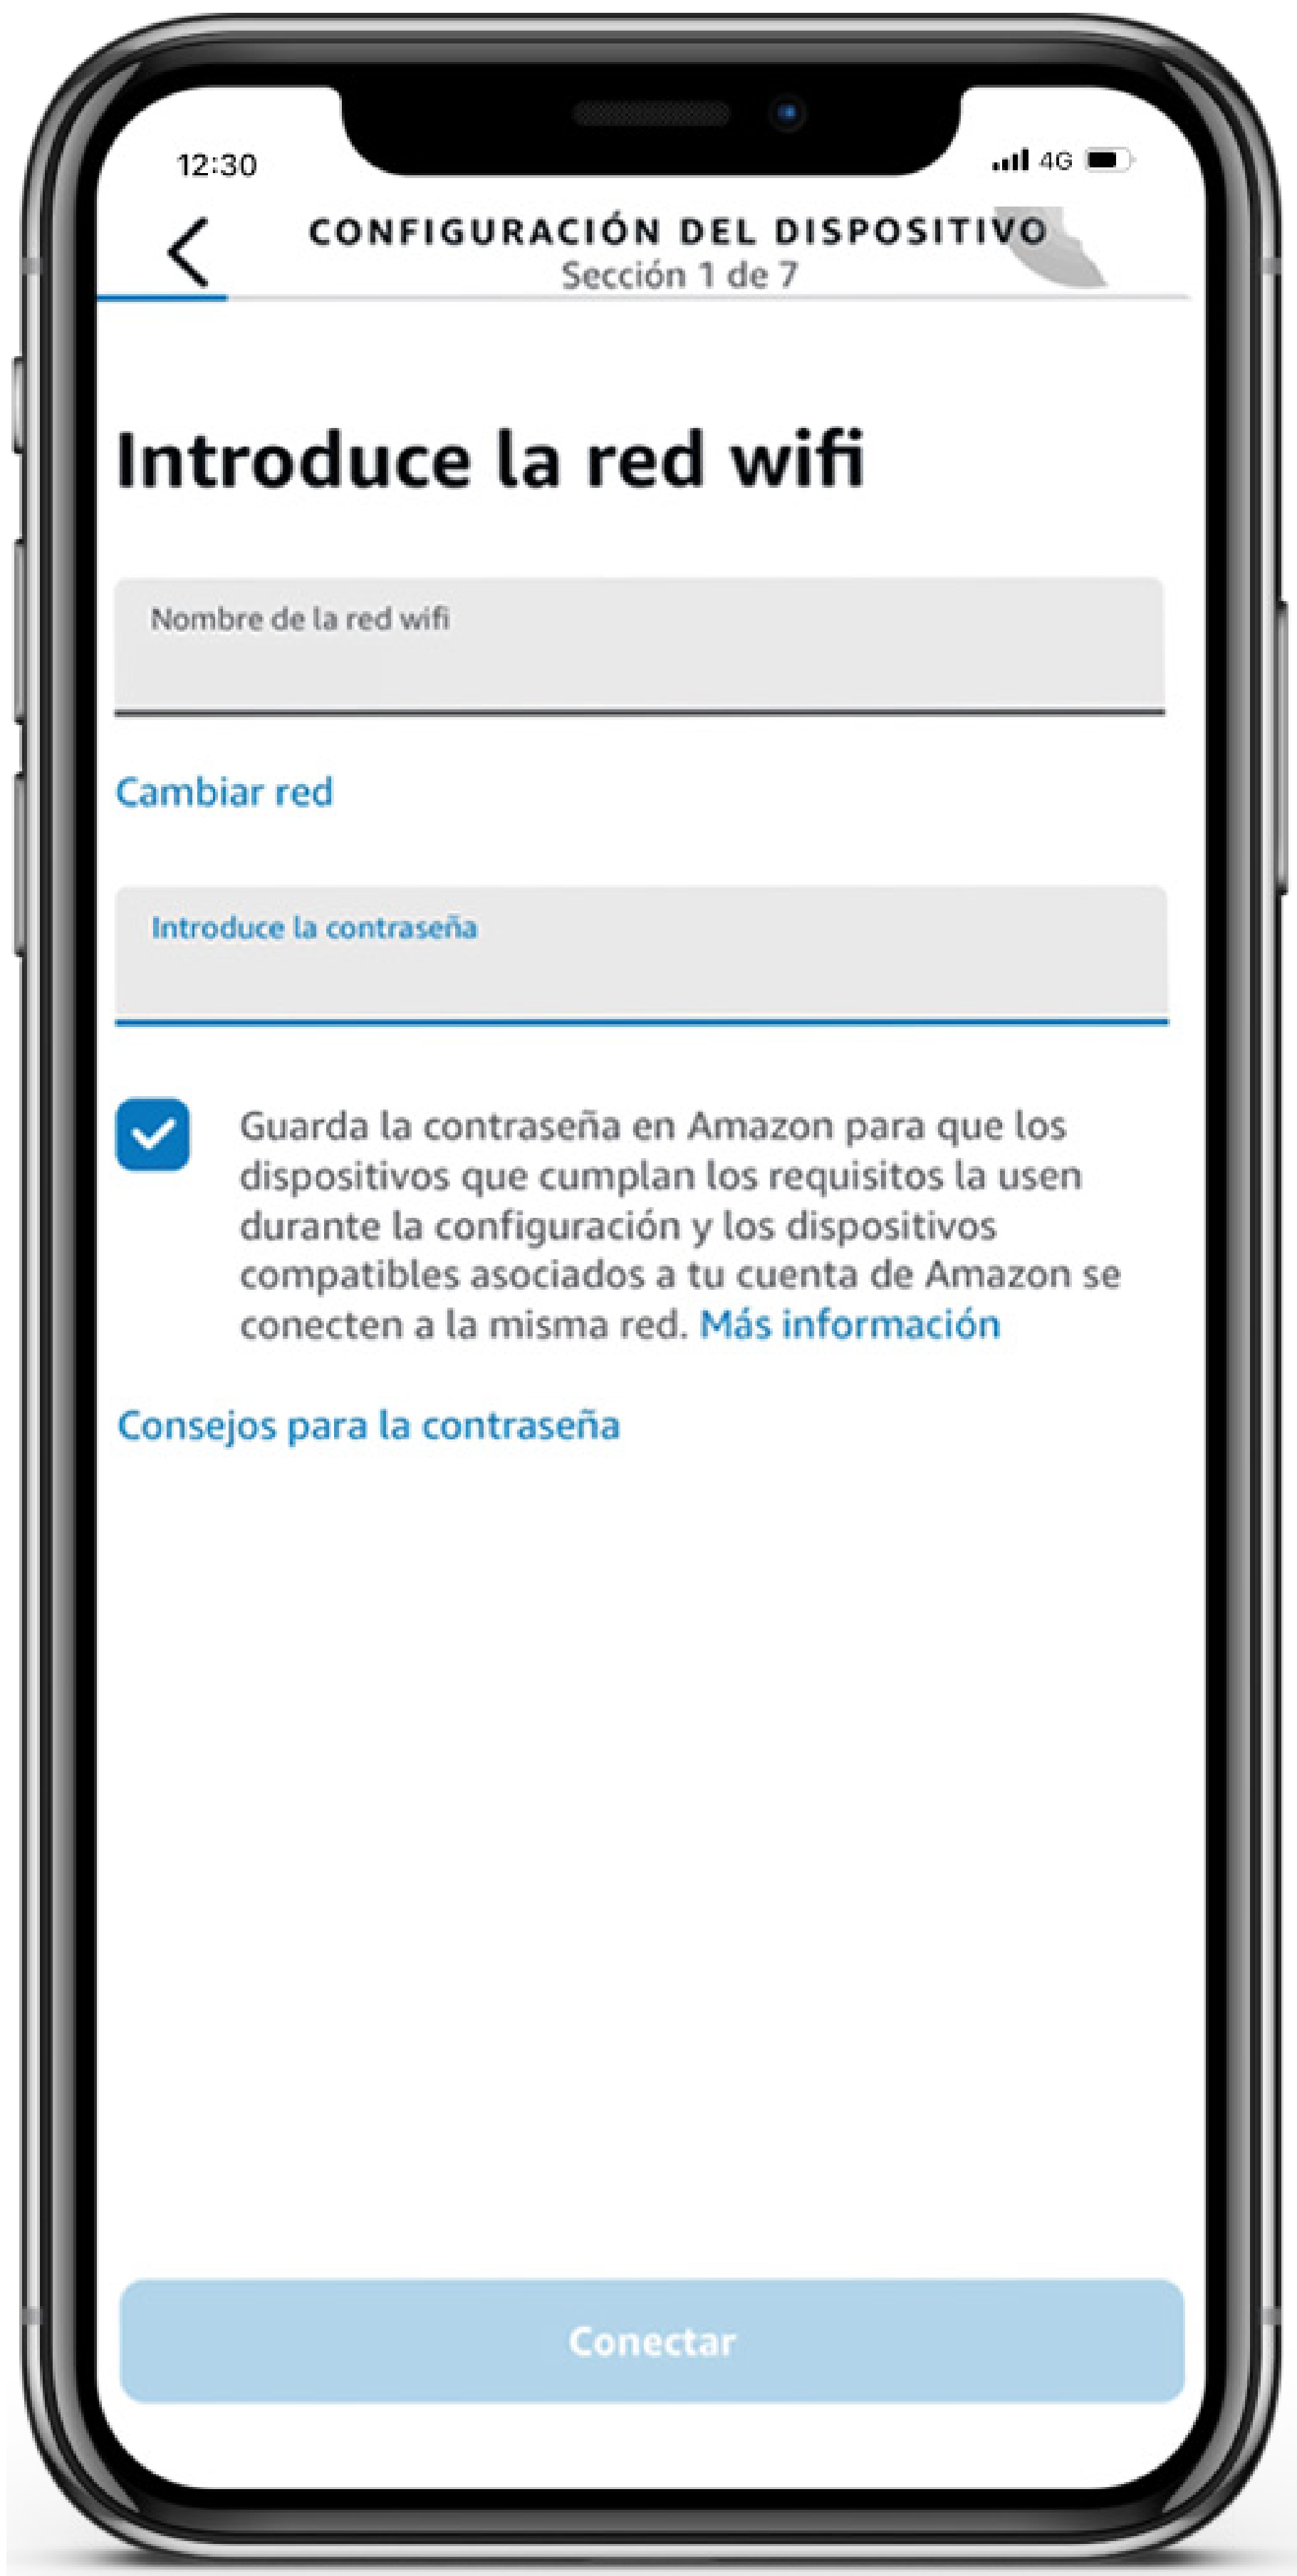 12:30
4G
CONFIGURACIÓN DEL DISPOSITIVO
Sección 1 de 7
Introduce la red wifi
Nombre de la red wifi
Cambiar red
Introduce la contraseña
Guarda la contraseña en Amazon para que los
dispositivos que cumplan los requisitos la usen
durante la configuración y los dispositivos
compatibles asociados a tu cuenta de Amazon se
conecten a la misma red. Más información
Consejos para la contraseña
Conectar